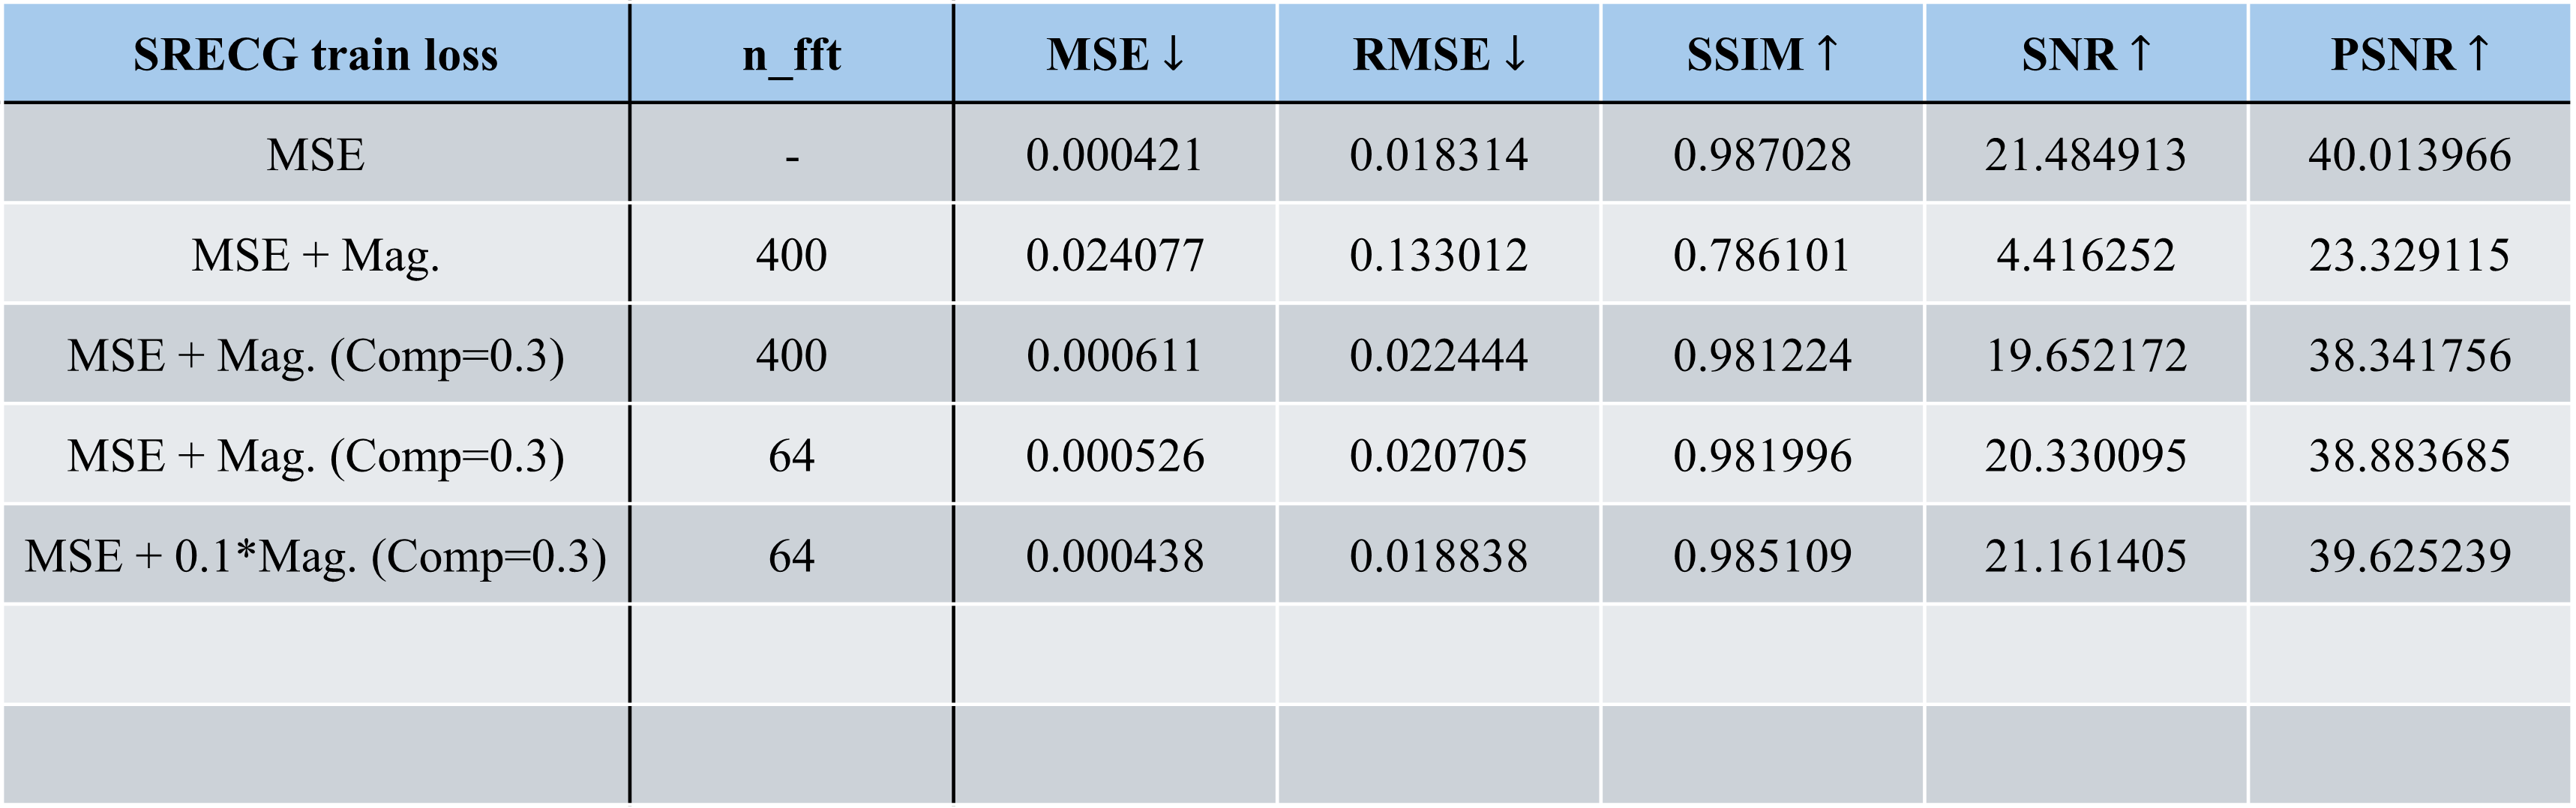 SRECG train loss n_fft MSE↓ RMSE↓ SSIM↑ SNR↑ PSNR↑
MSE - 0.000421 0.018314 0.987028 21.484913 40.013966
MSE + Mag. 400 0.024077 0.133012 0.786101 4.416252 23.329115
MSE + Mag. (Comp=0.3) 400 0.000611 0.022444 0.981224 19.652172 38.341756
MSE + Mag. (Comp=0.3) 64 0.000526 0.020705 0.981996 20.330095 38.883685
MSE + 0.1*Mag. (Comp=0.3) 64 0.000438 0.018838 0.985109 21.161405 39.625239